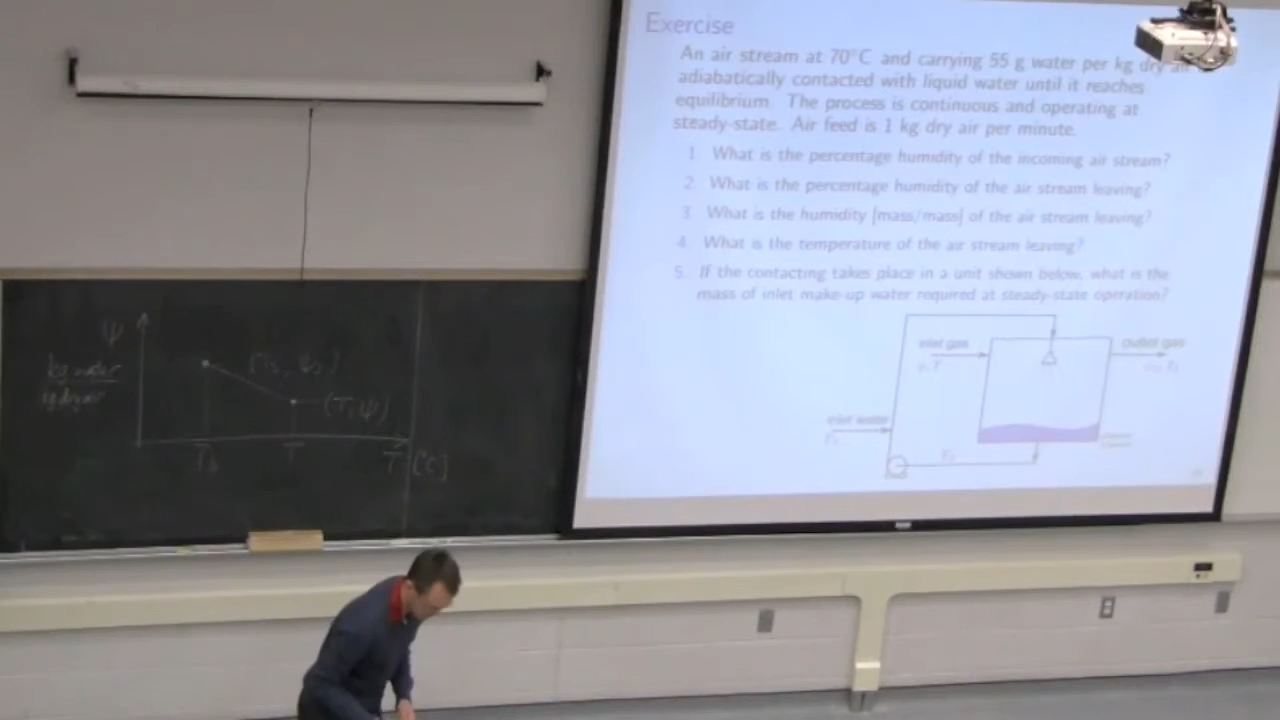 Exercise
An air stream at 70°C and carrying 55 g water per kg dry air
adiabatically contacted with liquid water until it reaches
equilibrium. The process is continuous and operating at
steady-state. Air feed is 1 kg dry air per minute.
1. What is the percentage humidity of the incoming air stream?
2. What is the percentage humidity of the air stream leaving?
3. What is the humidity [mass/mass] of the air stream leaving?
4. What is the temperature of the air stream leaving?
5. If the contacting takes place in a unit shown below, what is the
mass of inlet make-up water required at steady-state operation?
inlet gas
outlet gas
inlet water
ψ
kg water
kg dry air
(Ts, ψs)
(T, ψ)
Ts
T
T [°C]